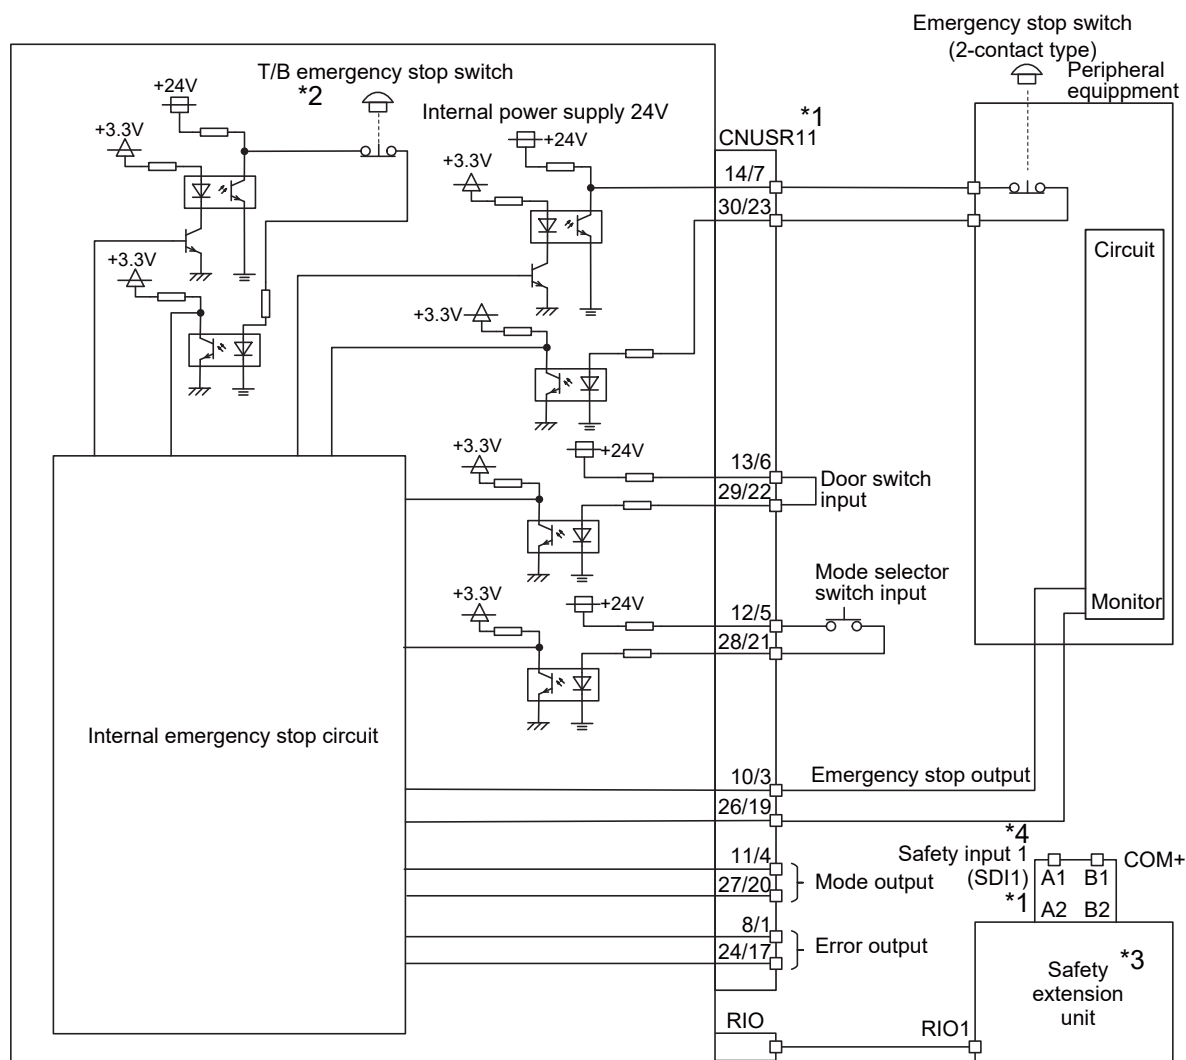 Emergency stop switch
(2-contact type)
Peripheral
equippment
T/B emergency stop switch
*2
+24V
+3.3V
Internal power supply 24V
*1
CNUSR11
+24V
+3.3V
14/7
30/23
+3.3V
Circuit
+3.3V
+3.3V
+24V
13/6
29/22
Door switch
input
Mode selector
switch input
+3.3V
+24V
12/5
28/21
Monitor
Internal emergency stop circuit
10/3
Emergency stop output
26/19
*4
11/4
Safety input 1
COM+
27/20
Mode output
(SDI1)
A1
B1
*1
A2
B2
8/1
24/17
Error output
*3
Safety
extension
unit
RIO
RIO1